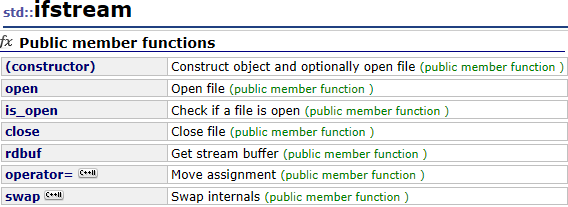 std::ifstream
fx Public member functions
(constructor) Construct object and optionally open file (public member function )
open Open file (public member function )
is_open Check if a file is open (public member function )
close Close file (public member function )
rdbuf Get stream buffer (public member function )
operator= C++11 Move assignment (public member function )
swap C++11 Swap internals (public member function )